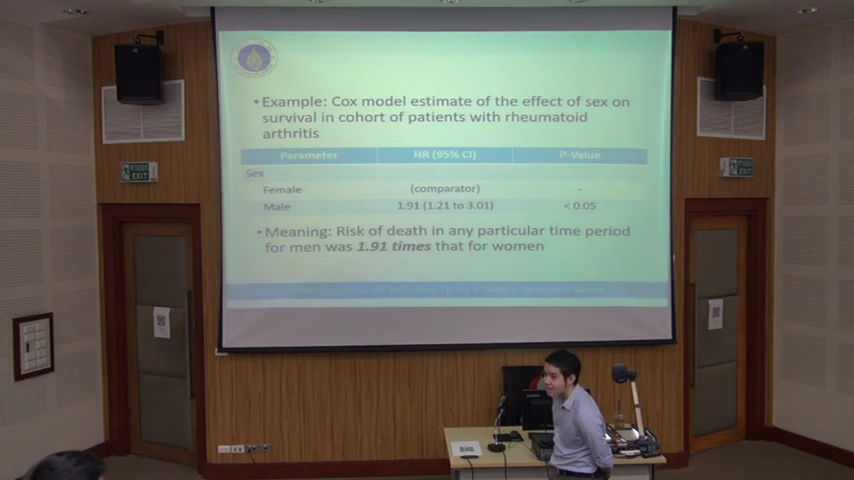 • Example: Cox model estimate of the effect of sex on
survival in cohort of patients with rheumatoid
arthritis
Parameter HR (95% CI) P-Value
Sex
Female (comparator) -
Male 1.91 (1.21 to 3.01) < 0.05
• Meaning: Risk of death in any particular time period
for men was 1.91 times that for women
EXIT
EXIT